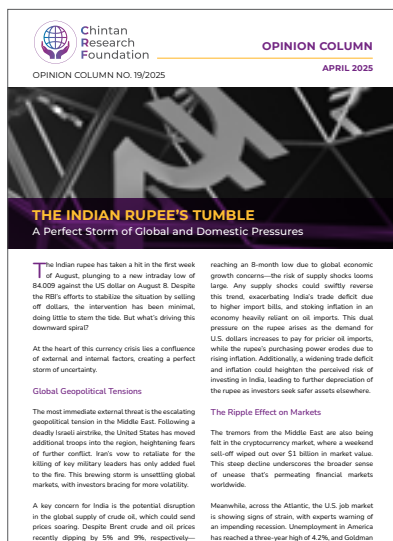 Chintan
Research
Foundation
OPINION COLUMN
APRIL 2025
OPINION COLUMN NO. 19/2025
THE INDIAN RUPEE'S TUMBLE
A Perfect Storm of Global and Domestic Pressures
The Indian rupee has taken a hit in the first week
of August, plunging to a new intraday low of
84.009 against the US dollar on August 8. Despite
the RBI's efforts to stabilize the situation by selling
off dollars, the intervention has been minimal,
doing little to stem the tide. But what's driving this
downward spiral?
At the heart of this currency crisis lies a confluence
of external and internal factors, creating a perfect
storm of uncertainty.
Global Geopolitical Tensions
The most immediate external threat is the escalating
geopolitical tension in the Middle East. Following a
deadly Israeli airstrike, the United States has moved
additional troops into the region, heightening fears
of further conflict. Iran's vow to retaliate for the
killing of key military leaders has only added fuel
to the fire. This brewing storm is unsettling global
markets, with investors bracing for more volatility.
A key concern for India is the potential disruption
in the global supply of crude oil, which could send
prices soaring. Despite Brent crude and oil prices
recently dipping by 5% and 9%, respectively—
reaching an 8-month low due to global economic
growth concerns—the risk of supply shocks looms
large. Any supply shocks could swiftly reverse
this trend, exacerbating India's trade deficit due
to higher import bills, and stoking inflation in an
economy heavily reliant on oil imports. This dual
pressure on the rupee arises as the demand for
U.S. dollars increases to pay for pricier oil imports,
while the rupee's purchasing power erodes due to
rising inflation. Additionally, a widening trade deficit
and inflation could heighten the perceived risk of
investing in India, leading to further depreciation of
the rupee as investors seek safer assets elsewhere.
The Ripple Effect on Markets
The tremors from the Middle East are also being
felt in the cryptocurrency market, where a weekend
sell-off wiped out over $1 billion in market value.
This steep decline underscores the broader sense
of unease that's permeating financial markets
worldwide.
Meanwhile, across the Atlantic, the U.S. job market
is showing signs of strain, with experts warning of
an impending recession. Unemployment in America
has reached a three-year high of 4.2%, and Goldman